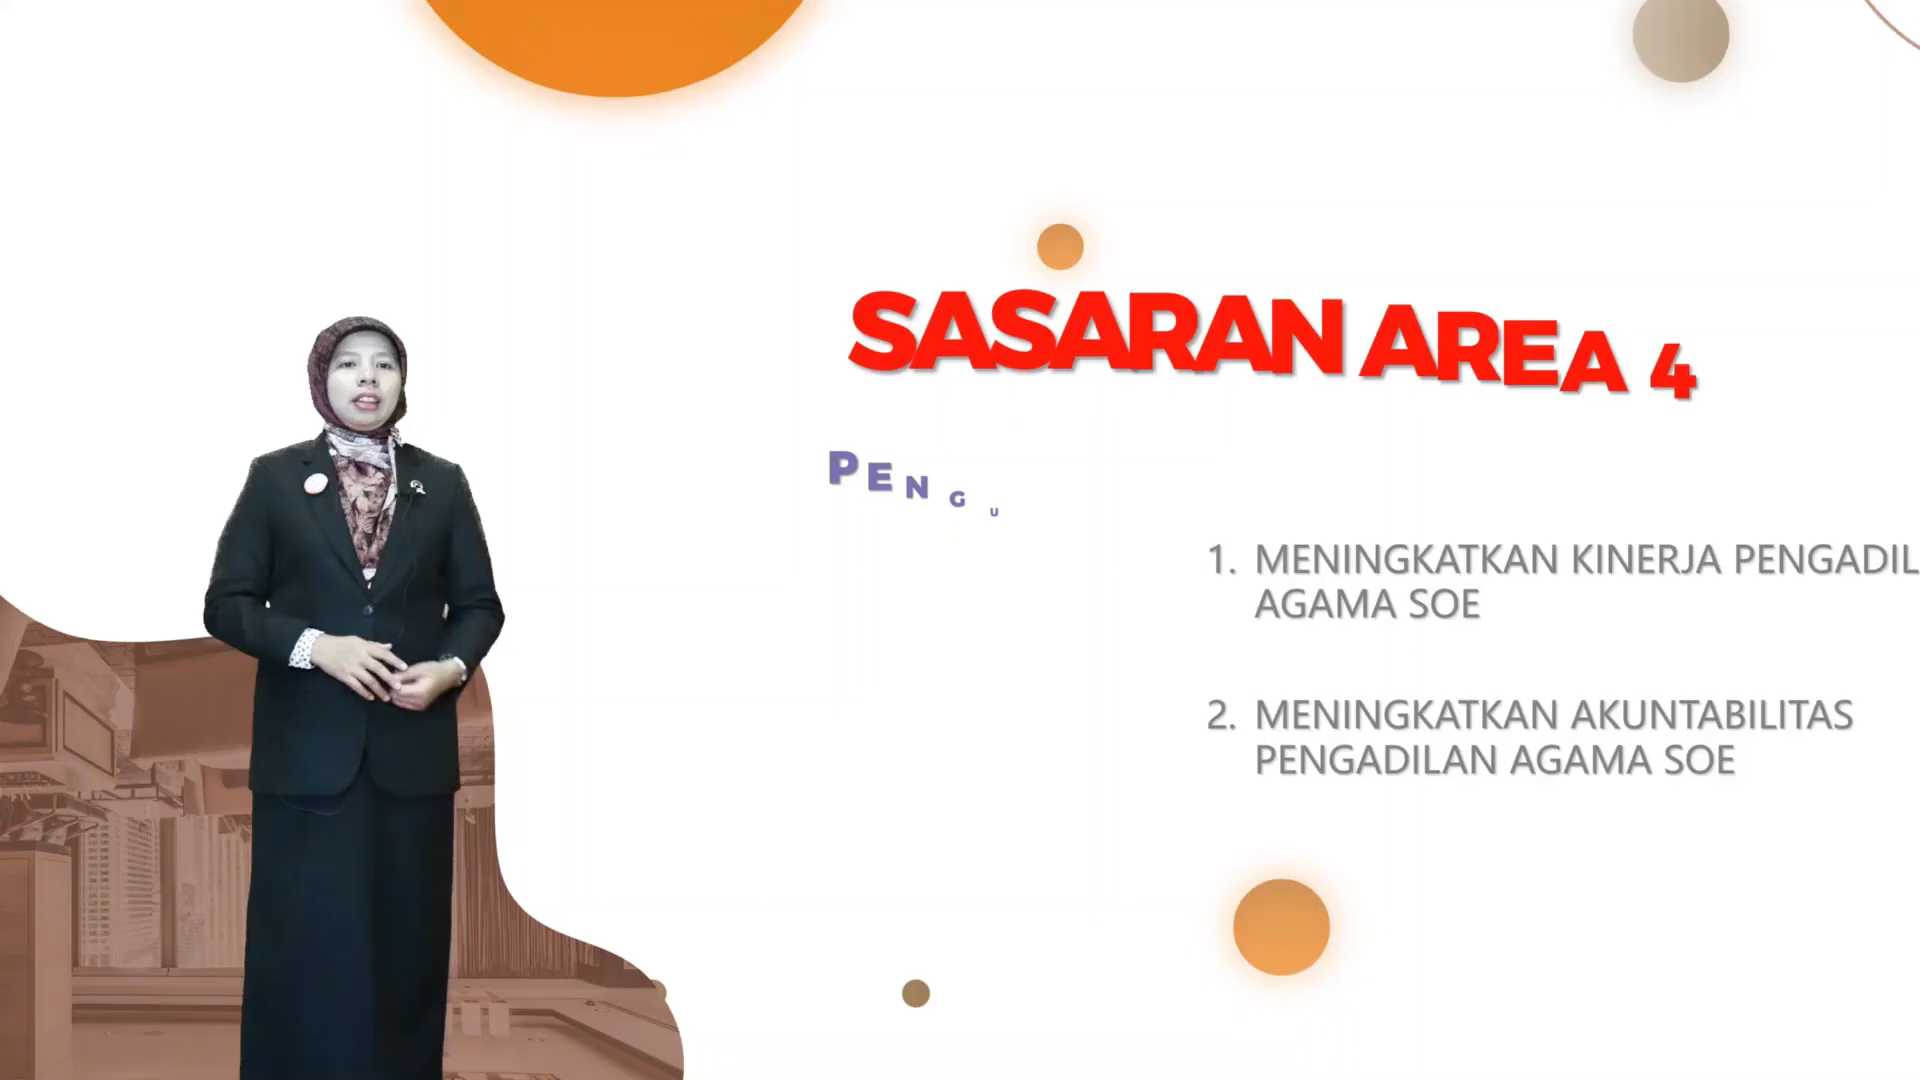 SASARAN AREA 4
PENGU
1. MENINGKATKAN KINERJA PENGADIL
AGAMA SOE
2. MENINGKATKAN AKUNTABILITAS
PENGADILAN AGAMA SOE